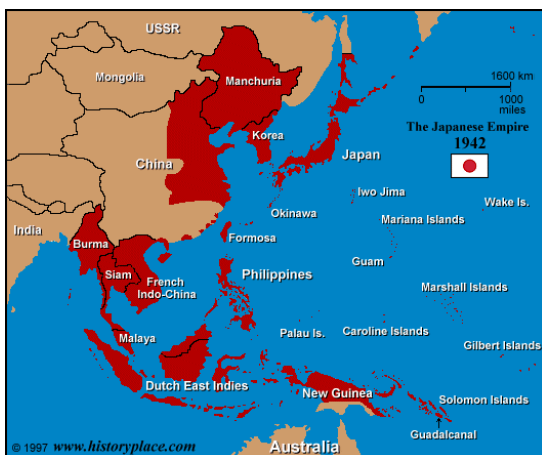 USSR
Mongolia
Manchuria
1600 km
1000
miles
The Japanese Empire
1942
Korea
Japan
China
Iwo Jima
Wake Is.
Okinawa
Mariana Islands
India
Burma
Formosa
Guam
Siam
French
Indo-China
Philippines
Marshall Islands
Malaya
Palau Is.
Caroline Islands
Gilbert Islands
Dutch East Indies
New Guinea
Solomon Islands
Guadalcanal
© 1997 www.historyplace.com
Australia